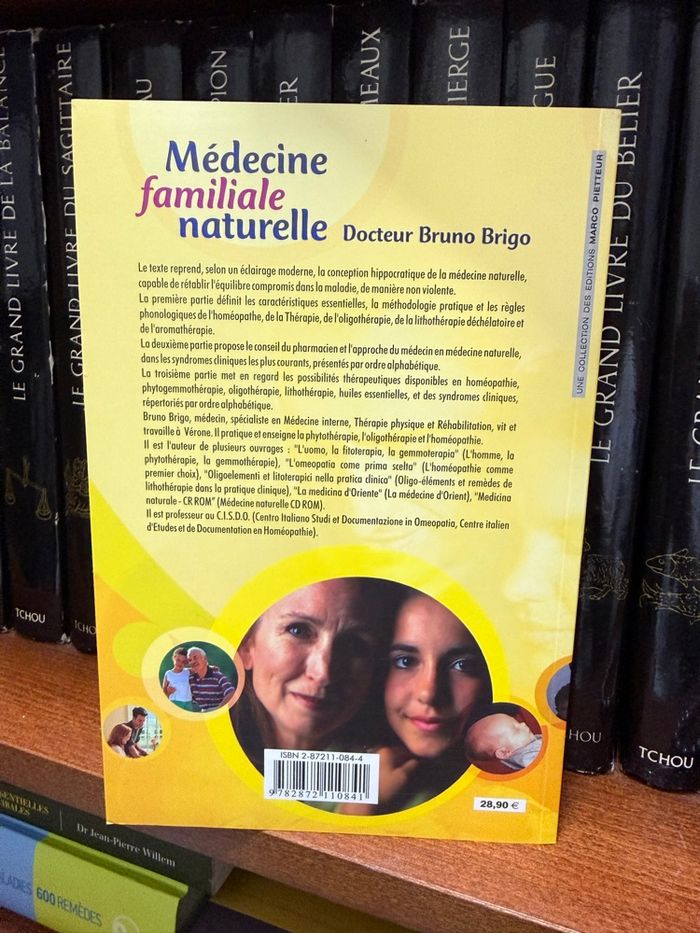 LE GRAND LIVRE DE LA BALANCE
TCHOU
LE GRAND LIVRE DU SAGITTAIRE
TCHO
AU
PION
ER
MEAUX
IERGE
GUE
LE GRAND LIVRE DU BELIER
HOU
LE GRA
TCHOU
Médecine
familiale
naturelle
Docteur Bruno Brigo
UNE COLLECTION DES EDITIONS MARCO PIETTEUR
Le texte reprend, selon un éclairage moderne, la conception hippocratique de la médecine naturelle,
capable de rétablir l'équilibre compromis dans la maladie, de manière non violente.
La première partie définit les caractéristiques essentielles, la méthodologie pratique et les règles
phonologiques de l'homéopathe, de la Thérapie, de l'oligothérapie, de la lithothérapie déchélatoire et
de l'aromathérapie.
La deuxième partie propose le conseil du pharmacien et l'approche du médecin en médecine naturelle,
dans les syndromes cliniques les plus courants, présentés par ordre alphabétique.
La troisième partie met en regard les possibilités thérapeutiques disponibles en homéopathie,
phytogemmothérapie, oligothérapie, lithothérapie, huiles essentielles, et des syndromes cliniques,
répertoriés par ordre alphabétique.
Bruno Brigo, médecin, spécialiste en Médecine interne, Thérapie physique et Réhabilitation, vit et
travaille à Vérone. Il pratique et enseigne la phytothérapie, l'oligothérapie et l'homéopathie.
Il est l'auteur de plusieurs ouvrages : "L'uomo, la fitoterapia, la gemmoterapia" (L'homme, la
phytothérapie, la gemmothérapie), "L'omeopatia come prima scelta" (L'homéopathie comme
premier choix), "Oligoelementi et litoterapici nella pratica clinica" (Oligo-éléments et remèdes de
lithothérapie dans la pratique clinique), "La medicina d'Oriente" (La médecine d'Orient), "Medicina
naturale - CR ROM" (Médecine naturelle CD ROM).
Il est professeur au C.I.S.D.O. (Centro Italiano Studi et Documentazione in Omeopatia, Centre italien
d'Etudes et de Documentation en Homéopathie).
ISBN 2-87211-084-4
9782872110841
28,90 €
SENTIELLES
MBALES
Dr Jean-Pierre Willem
LADIES 600 REMÈDES